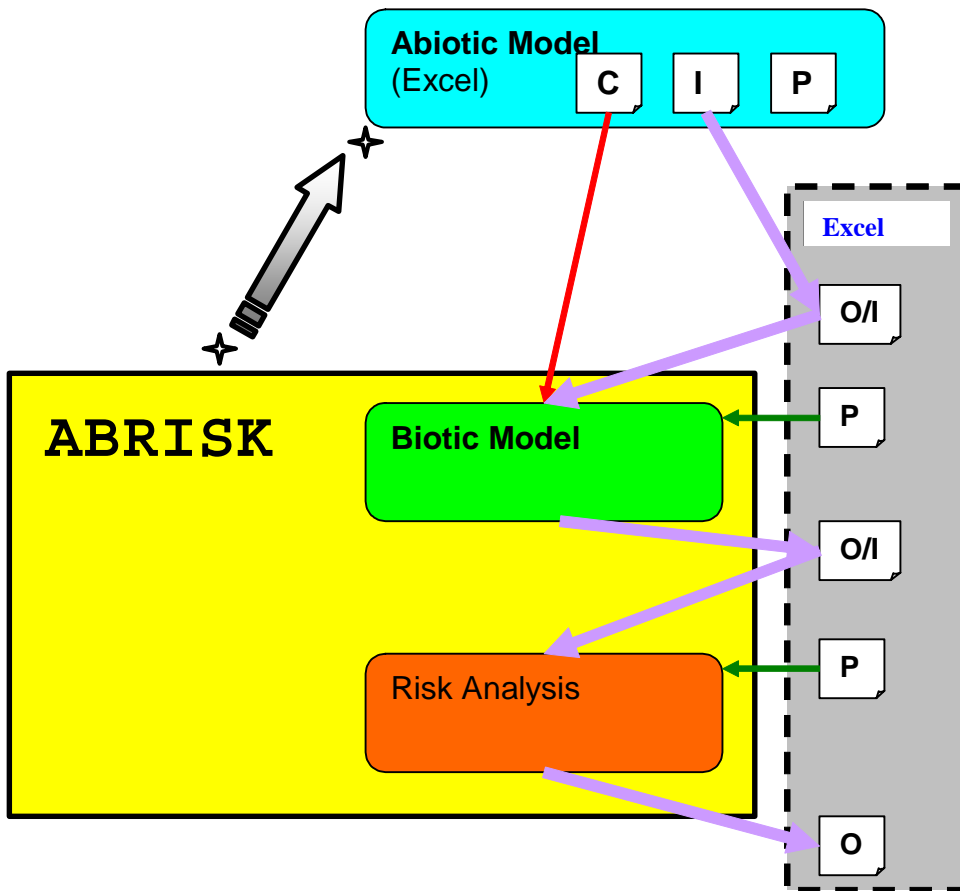 Abiotic Model
(Excel)
C
I
P
Excel
O/I
P
ABRISK
Biotic Model
O/I
P
Risk Analysis
O